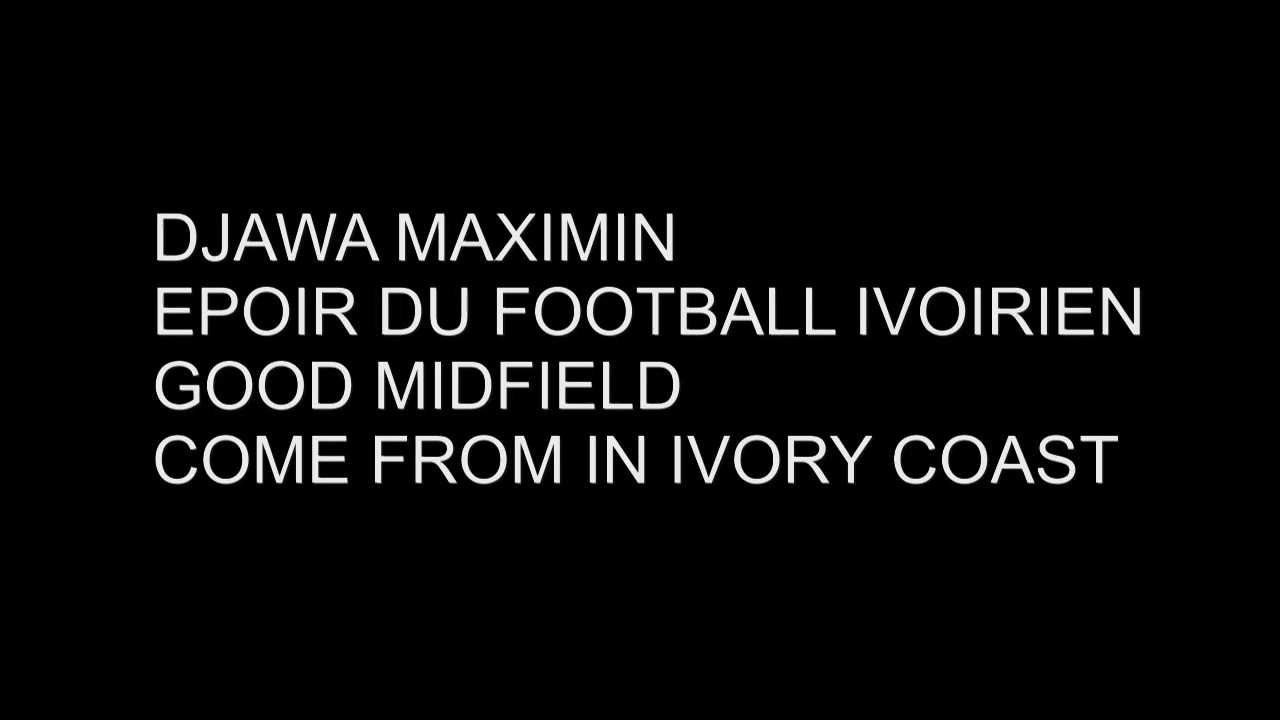 DJAWA MAXIMIN
EPOIR DU FOOTBALL IVOIRIEN
GOOD MIDFIELD
COME FROM IN IVORY COAST